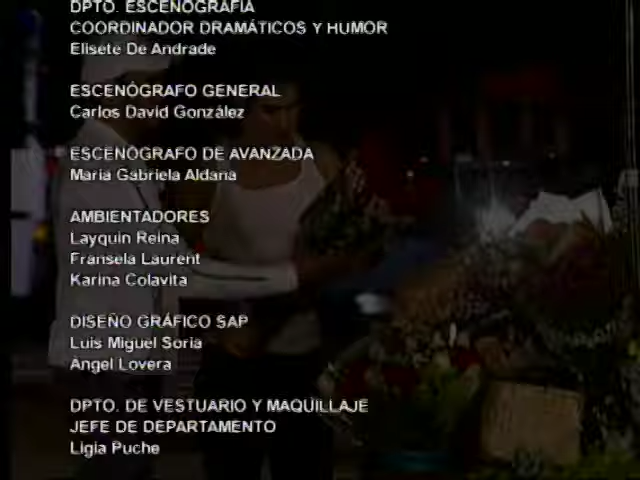 DPTO. ESCENOGRAFÍA
COORDINADOR DRAMÁTICOS Y HUMOR
Elisete De Andrade
ESCENÓGRAFO GENERAL
Carlos David González
ESCENÓGRAFO DE AVANZADA
Maria Gabriela Aldana
AMBIENTADORES
Layquin Reina
Fransela Laurent
Karina Colavita
DISEÑO GRÁFICO SAP
Luis Miguel Soria
Angel Lovera
DPTO. DE VESTUARIO Y MAQUILLAJE
JEFE DE DEPARTAMENTO
Ligia Puche